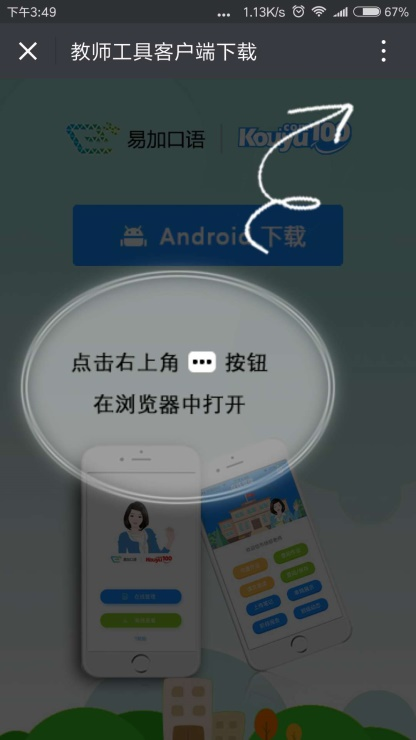 下午3:49
1.13K/s
67%
教师工具客户端下载
易加口语
Kouyu100
.com
Android 下载
点击右上角 ••• 按钮
在浏览器中打开